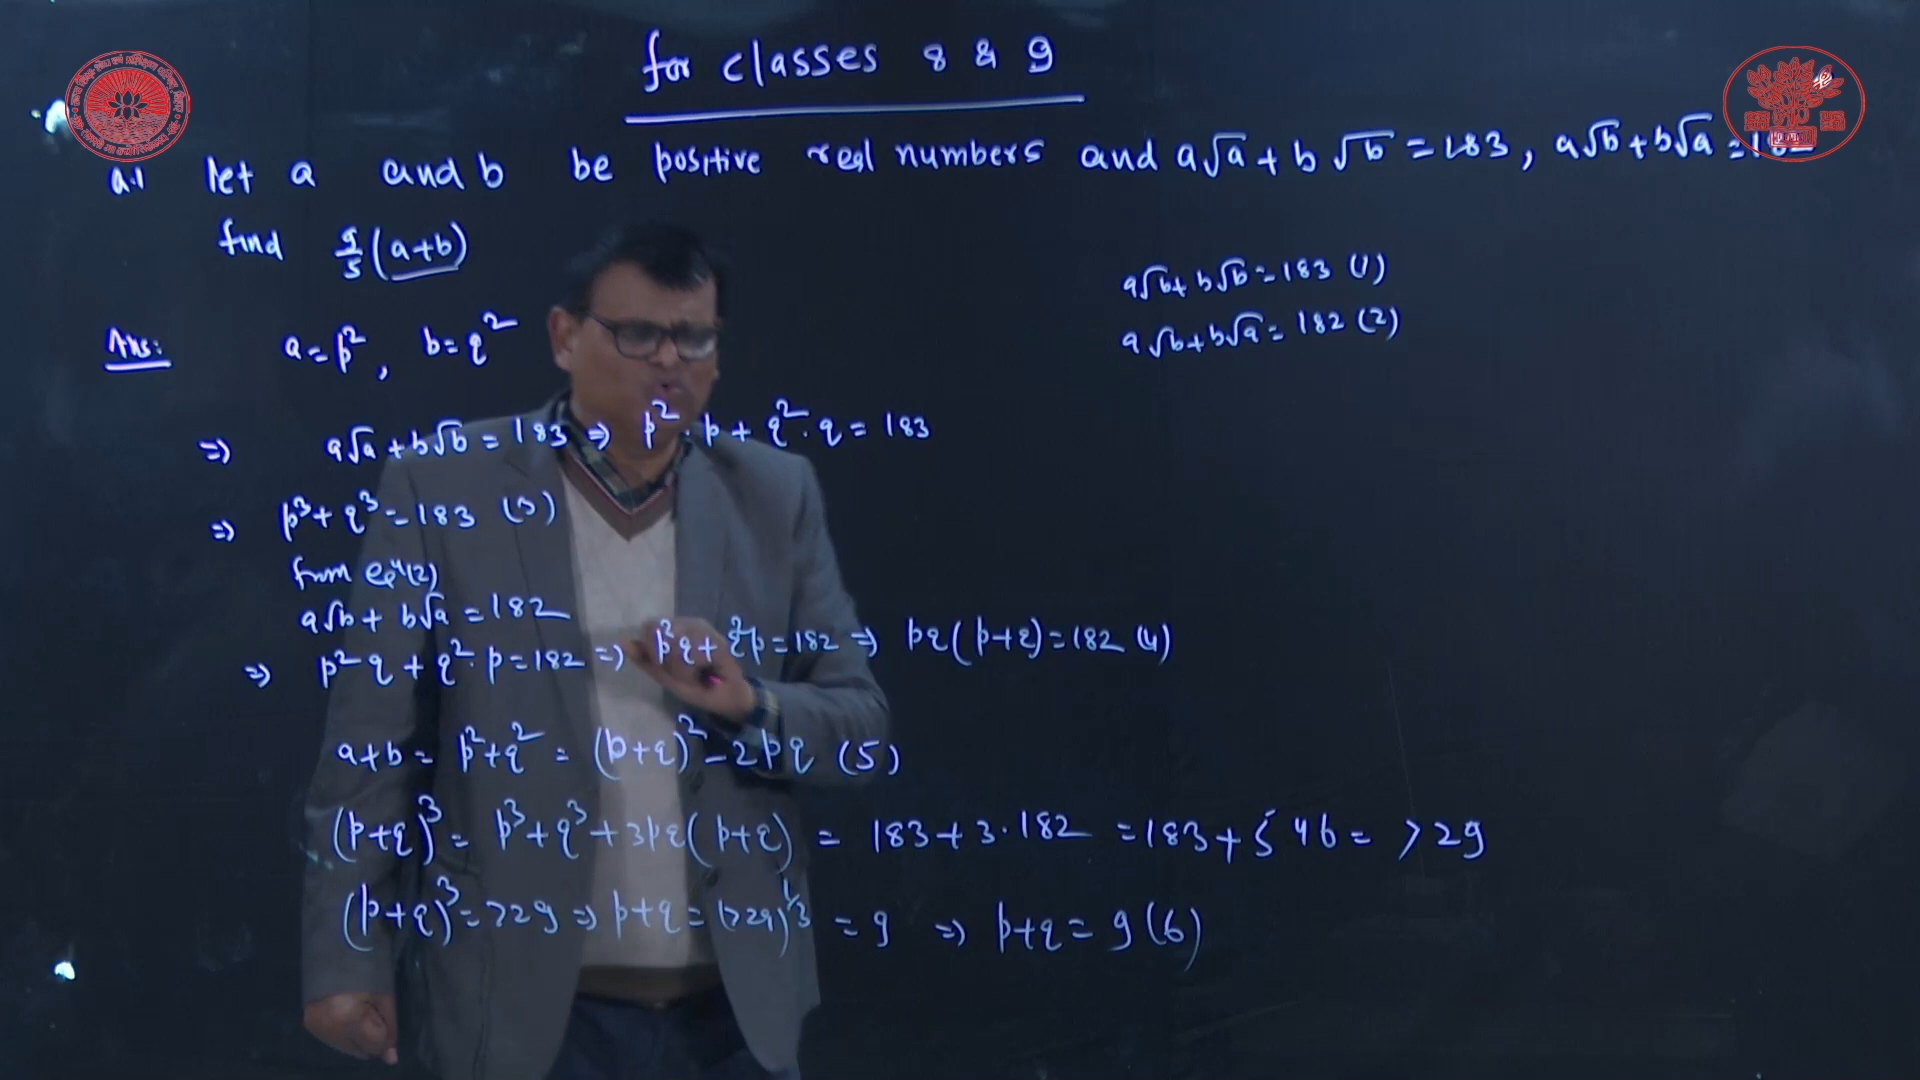 for classes 8 & 9
Q.1 let a and b be positive real numbers and a√a + b√b = 183, a√b + b√a =
find 9/5 (a+b)
a√b + b√b = 183 (1)
a√b + b√a = 182 (2)
Ans: a = p², b = q²
=> a√a + b√b = 183 => p²·p + q²·q = 183
=> p³ + q³ = 183 (3)
from eqⁿ(2)
a√b + b√a = 182
=> p²q + q²·p = 182 => p²q + q²p = 182 => pq(p+q) = 182 (4)
a+b = p²+q² = (p+q)² - 2pq (5)
(p+q)³ = p³+q³+3pq(p+q) = 183 + 3·182 = 183 + 546 = 729
(p+q)³ = 729 => p+q = (729)^1/3 = 9 => p+q = 9 (6)